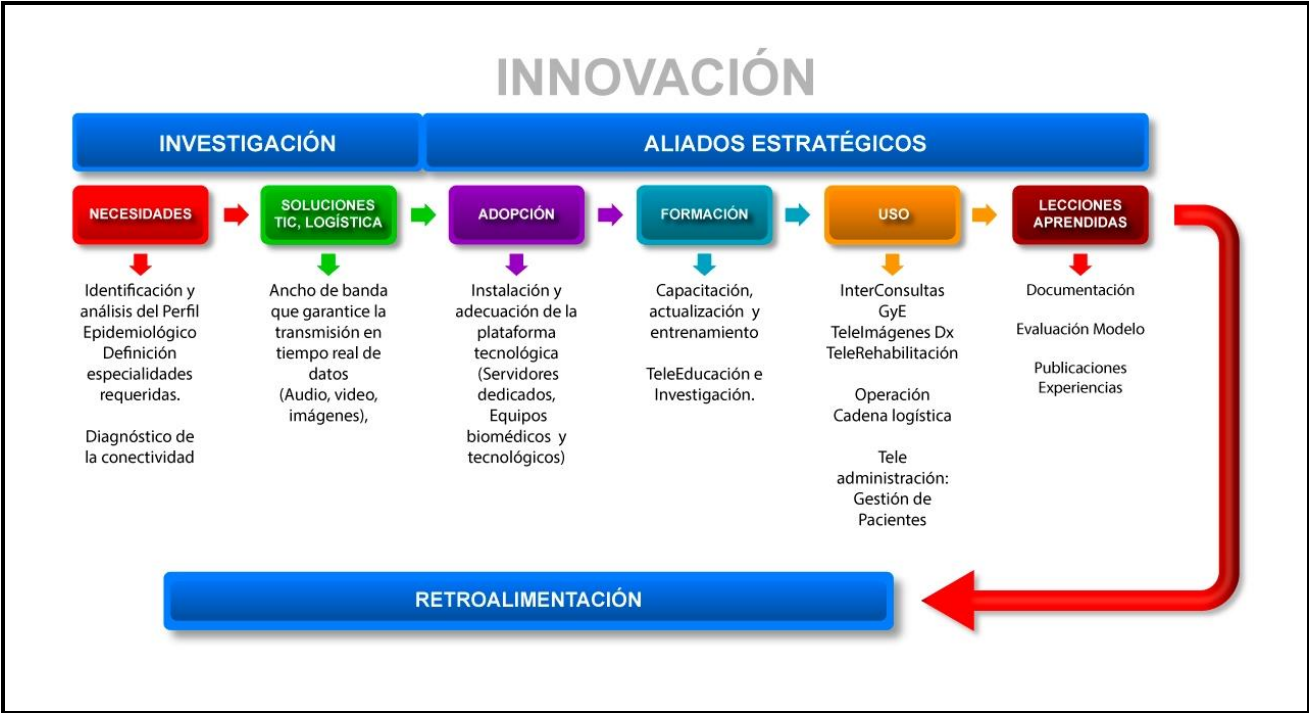 INNOVACIÓN
INVESTIGACIÓN
ALIADOS ESTRATÉGICOS
NECESIDADES
SOLUCIONES
TIC, LOGÍSTICA
ADOPCIÓN
FORMACIÓN
USO
LECCIONES
APRENDIDAS
Identificación y
análisis del Perfil
Epidemiológico
Definición
especialidades
requeridas.
Diagnóstico de
la conectividad
Ancho de banda
que garantice la
transmisión en
tiempo real de
datos
(Audio, video,
imágenes),
Instalación y
adecuación de la
plataforma
tecnológica
(Servidores
dedicados,
Equipos
biomédicos y
tecnológicos)
Capacitación,
actualización y
entrenamiento
TeleEducación e
Investigación.
InterConsultas
GyE
TeleImágenes Dx
TeleRehabilitación
Operación
Cadena logística
Tele
administración:
Gestión de
Pacientes
Documentación
Evaluación Modelo
Publicaciones
Experiencias
RETROALIMENTACIÓN